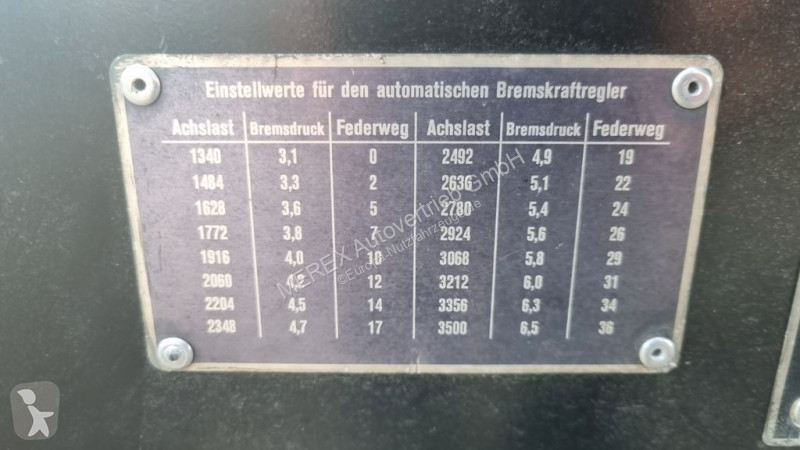 Einstellwerte für den automatischen Bremskraftregler
Achslast Bremsdruck Federweg Achslast Bremsdruck Federweg
1340 3,1 0 2492 4,9 19
1484 3,3 2 2636 5,1 22
1628 3,6 5 2780 5,4 24
1772 3,8 7 2924 5,6 26
1916 4,0 10 3068 5,8 29
2060 4,2 12 3212 6,0 31
2204 4,5 14 3356 6,3 34
2348 4,7 17 3500 6,5 36
MEREX Autovertrieb GmbH